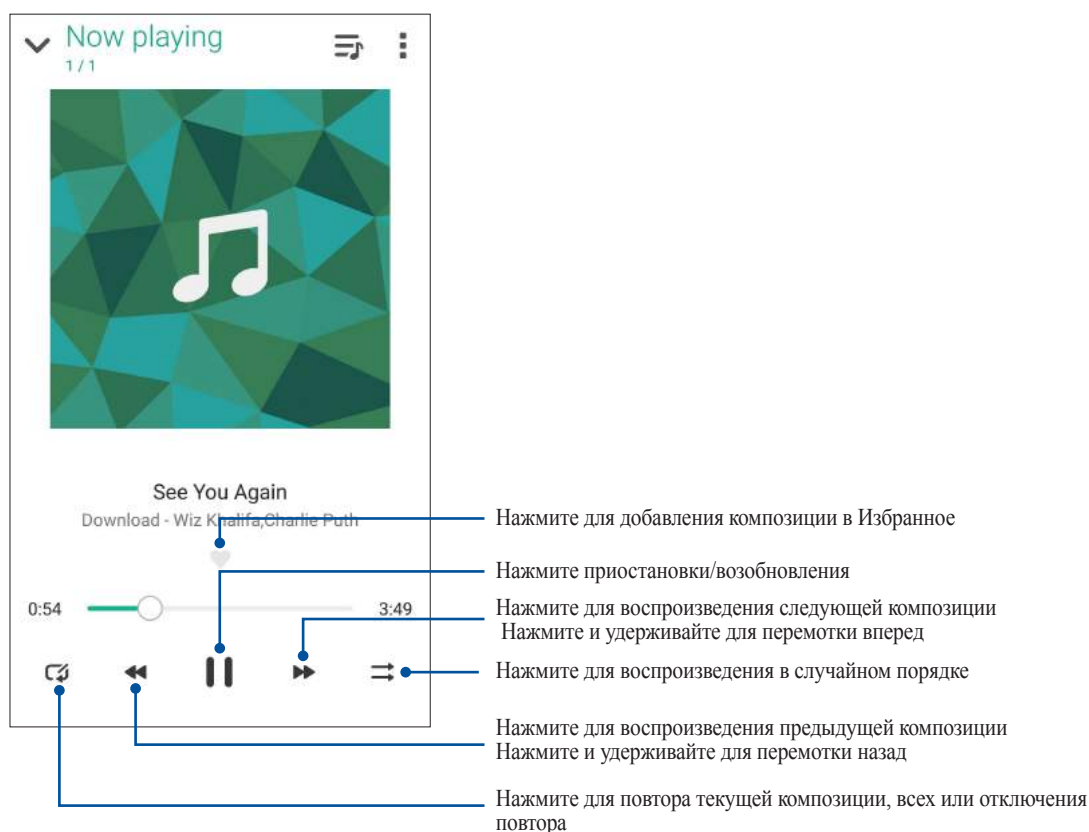 Now playing
1 / 1
See You Again
Download - Wiz Khalifa,Charlie Puth
Нажмите для добавления композиции в Избранное
Нажмите приостановки/возобновления
0:54
3:49
Нажмите для воспроизведения следующей композиции
Нажмите и удерживайте для перемотки вперед
Нажмите для воспроизведения в случайном порядке
Нажмите для воспроизведения предыдущей композиции
Нажмите и удерживайте для перемотки назад
Нажмите для повтора текущей композиции, всех или отключения
повтора